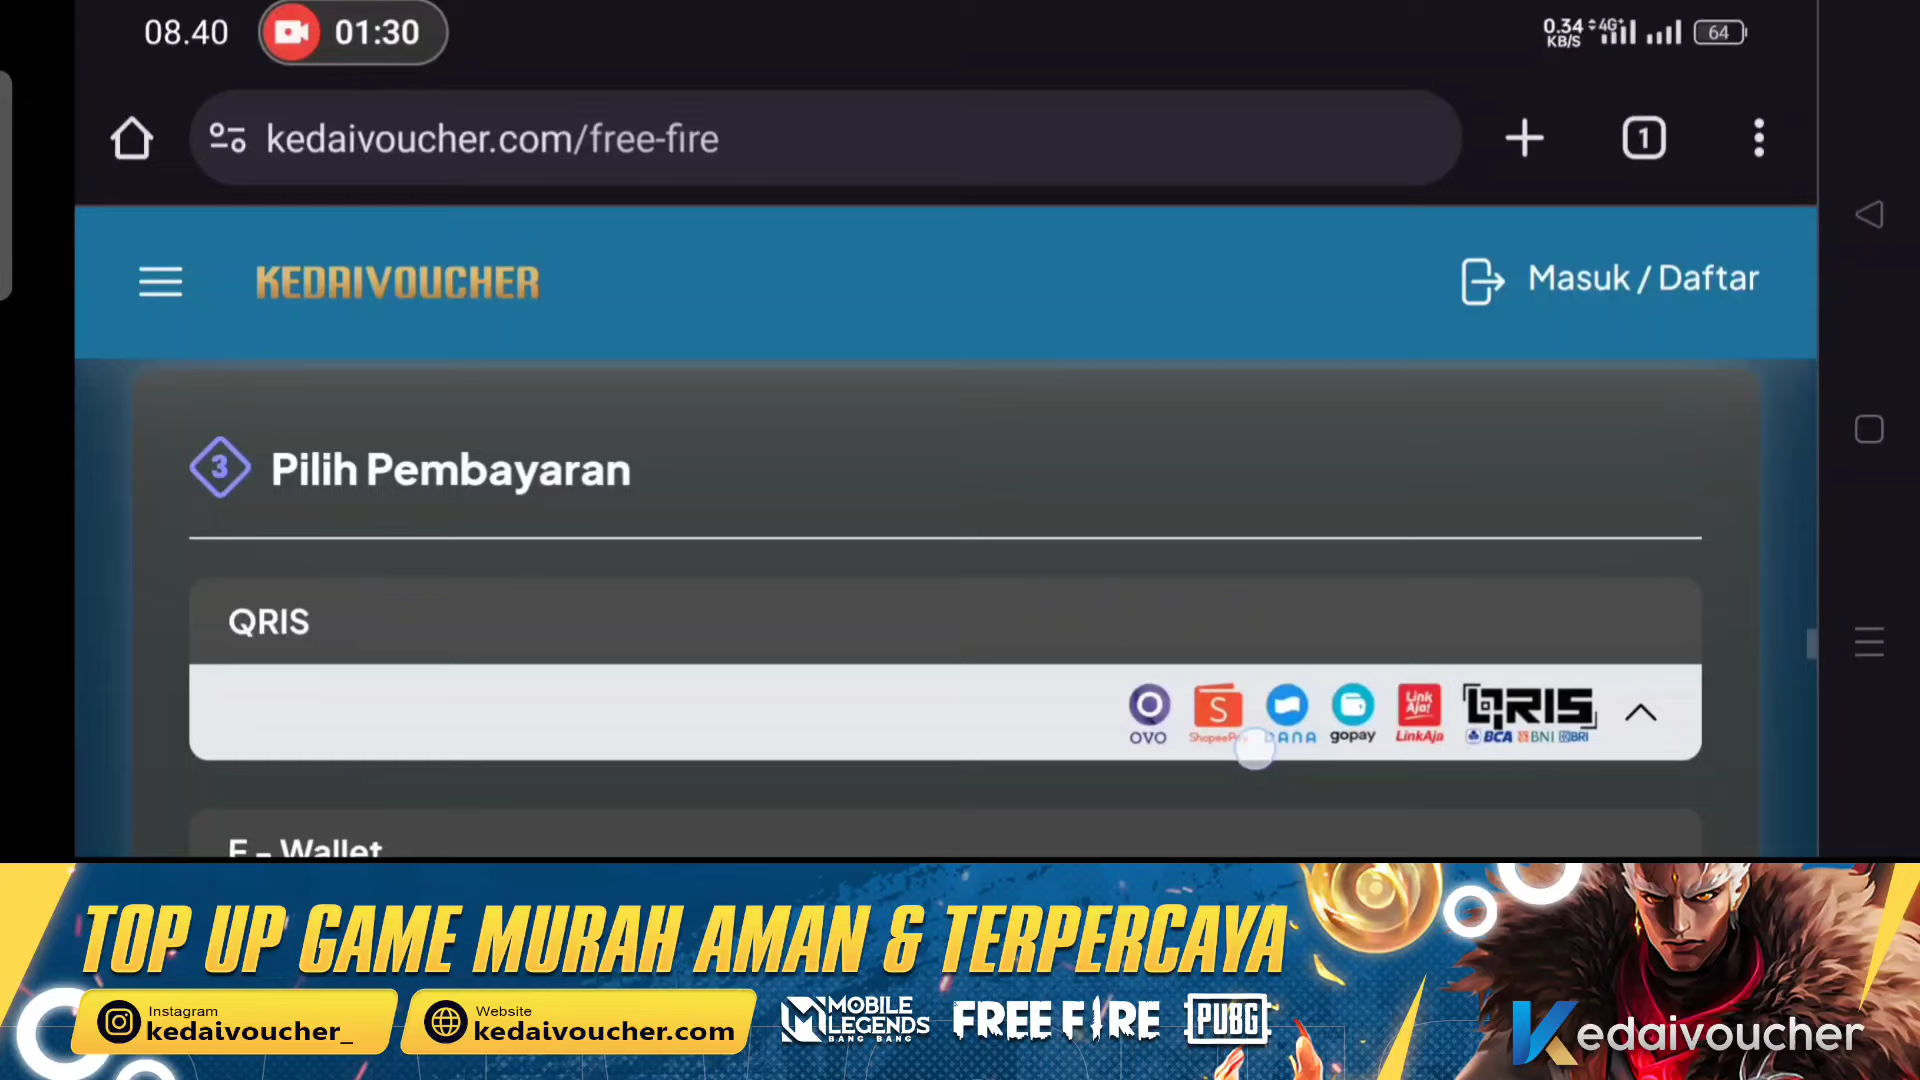 08.40
01:30
0.34
KB/S
4G+
64
kedaivoucher.com/free-fire
1
KEDAIVOUCHER
Masuk / Daftar
3
Pilih Pembayaran
QRIS
OVO
ShopeePay
DANA
gopay
Link
Aja!
LinkAja
QRIS
BCA BNI BRI
E - Wallet
TOP UP GAME MURAH AMAN & TERPERCAYA
Instagram
kedaivoucher_
Website
kedaivoucher.com
MOBILE
LEGENDS
BANG BANG
FREE FIRE
PUBG
Kedaivoucher